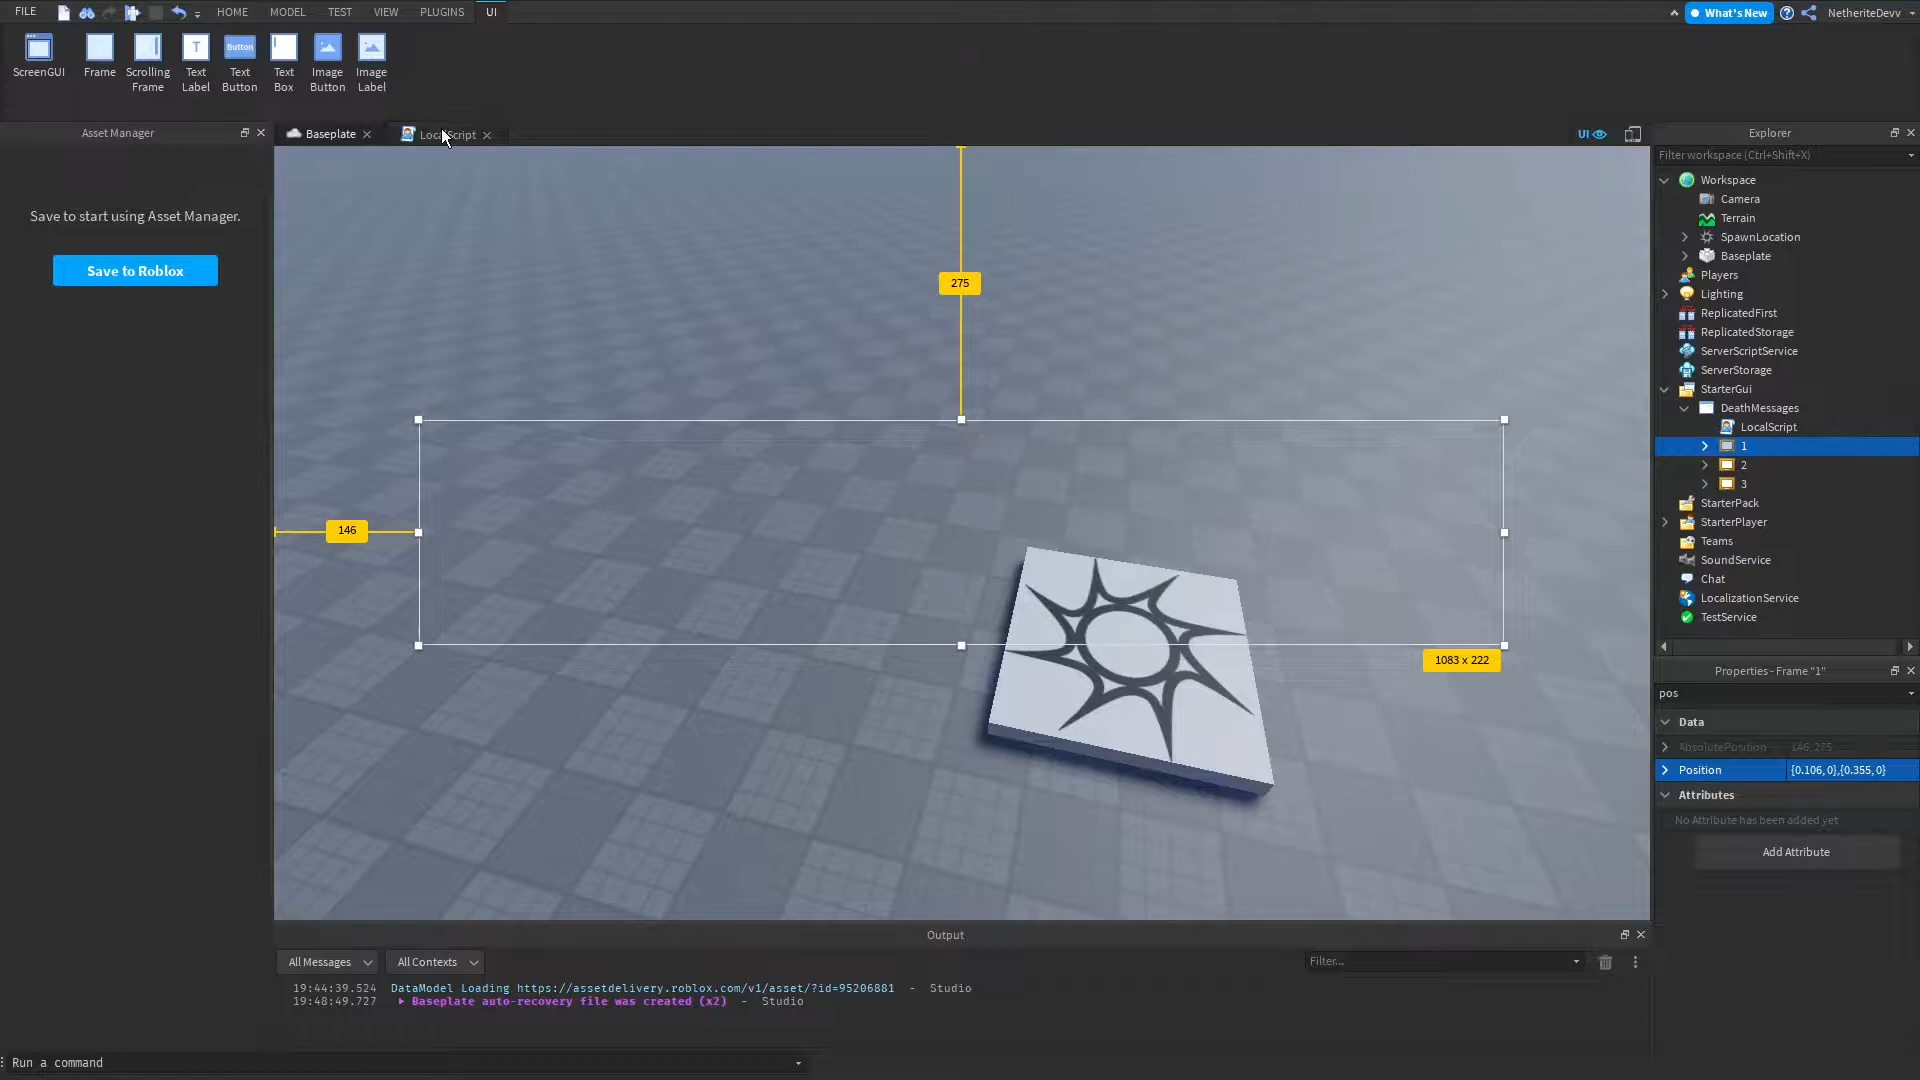 FILE
HOME
MODEL
TEST
VIEW
PLUGINS
UI
What's New
NetheriteDevv
ScreenGUI
Frame
Scrolling
Frame
T
Text
Label
Button
Text
Button
Text
Box
Image
Button
Image
Label
Asset Manager
Baseplate
LocalScript
UI
Explorer
Filter workspace (Ctrl+Shift+X)
Save to start using Asset Manager.
Save to Roblox
275
146
1083 x 222
Workspace
Camera
Terrain
SpawnLocation
Baseplate
Players
Lighting
ReplicatedFirst
ReplicatedStorage
ServerScriptService
ServerStorage
StarterGui
DeathMessages
LocalScript
1
2
3
StarterPack
StarterPlayer
Teams
SoundService
Chat
LocalizationService
TestService
Properties - Frame "1"
pos
Data
AbsolutePosition 146, 275
Position {0.106, 0},{0.355, 0}
Attributes
No Attribute has been added yet
Add Attribute
Output
All Messages
All Contexts
Filter...
19:44:39.524 DataModel Loading https://assetdelivery.roblox.com/v1/asset/?id=95206881 - Studio
19:48:49.727 Baseplate auto-recovery file was created (x2) - Studio
Run a command